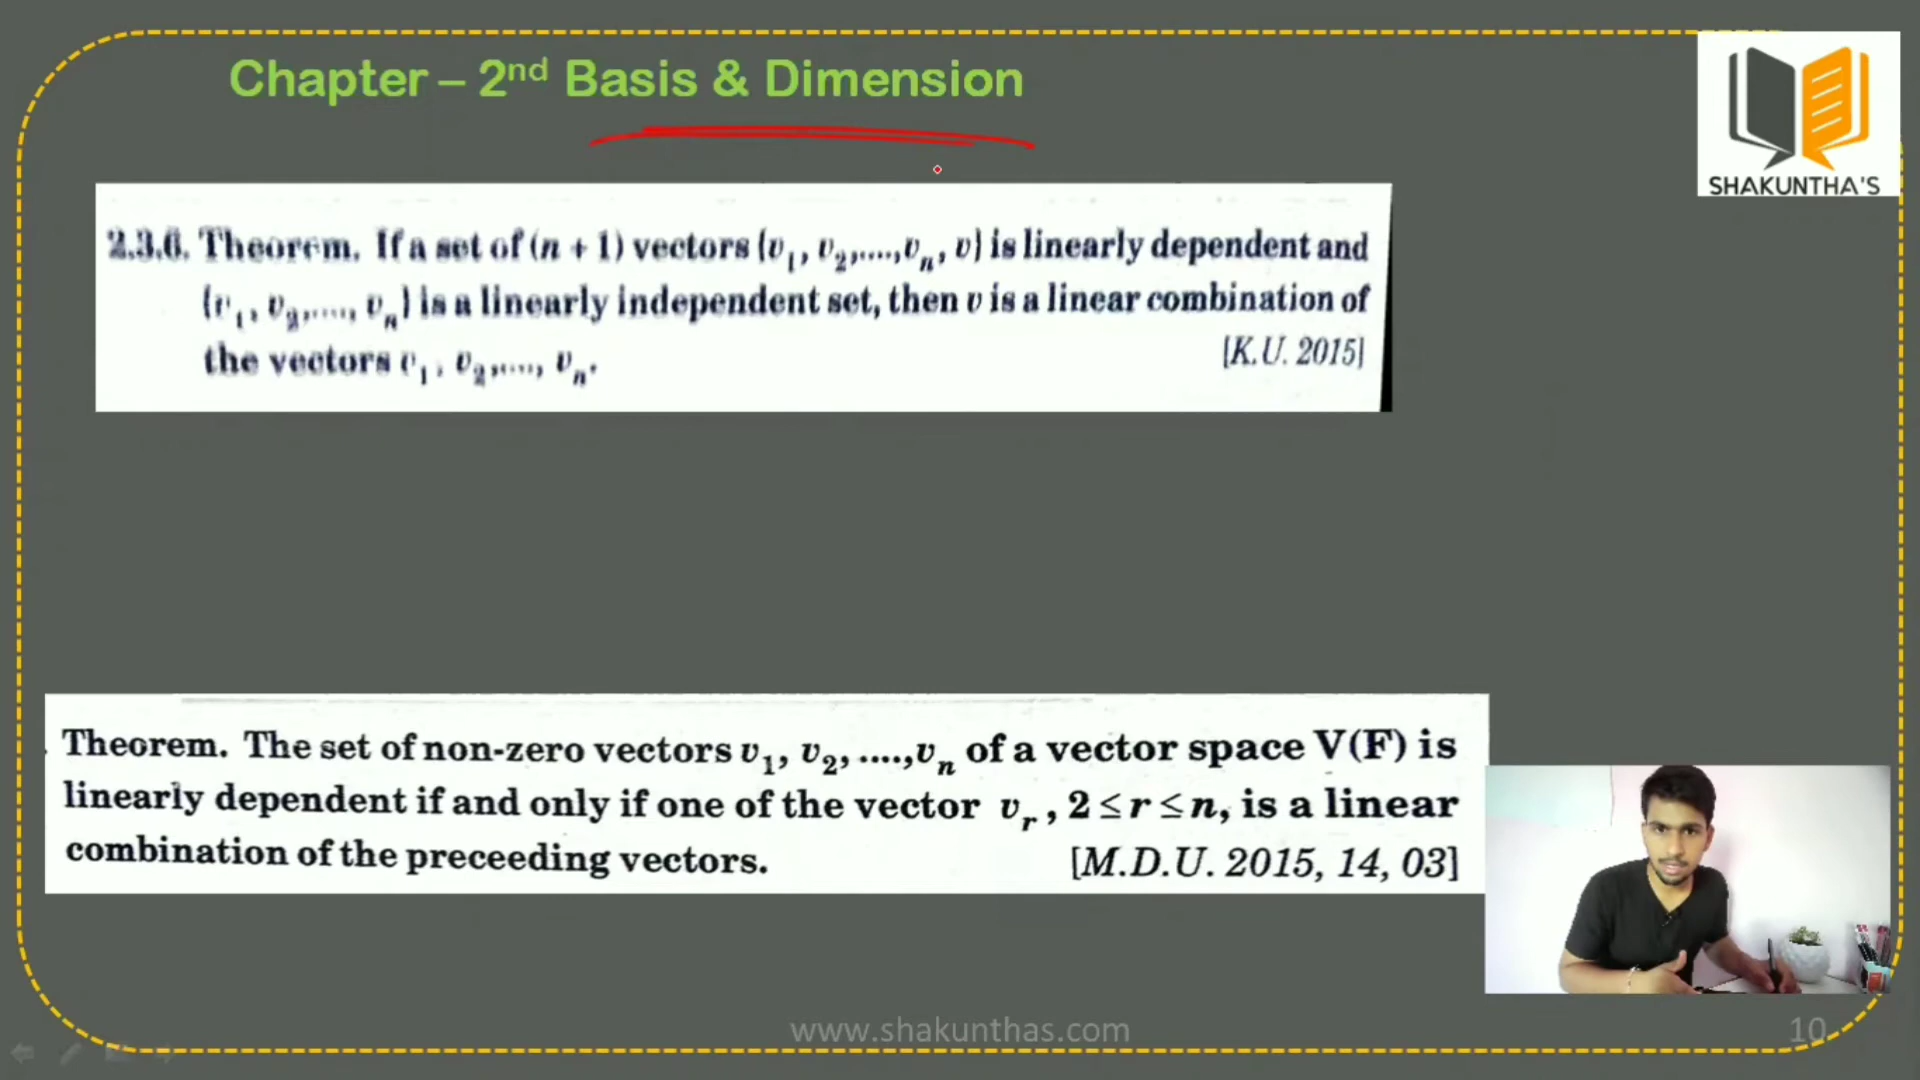 Chapter – 2nd Basis & Dimension
SHAKUNTHA'S
2.3.6. Theorem. If a set of (n + 1) vectors {v1, v2,....,vn, v} is linearly dependent and
{v1, v2,....., vn} is a linearly independent set, then v is a linear combination of
the vectors v1, v2,...., vn.
[K.U. 2015]
Theorem. The set of non-zero vectors v1, v2, ....,vn of a vector space V(F) is
linearly dependent if and only if one of the vector vr, 2 ≤ r ≤ n, is a linear
combination of the preceeding vectors.
[M.D.U. 2015, 14, 03]
www.shakunthas.com
10